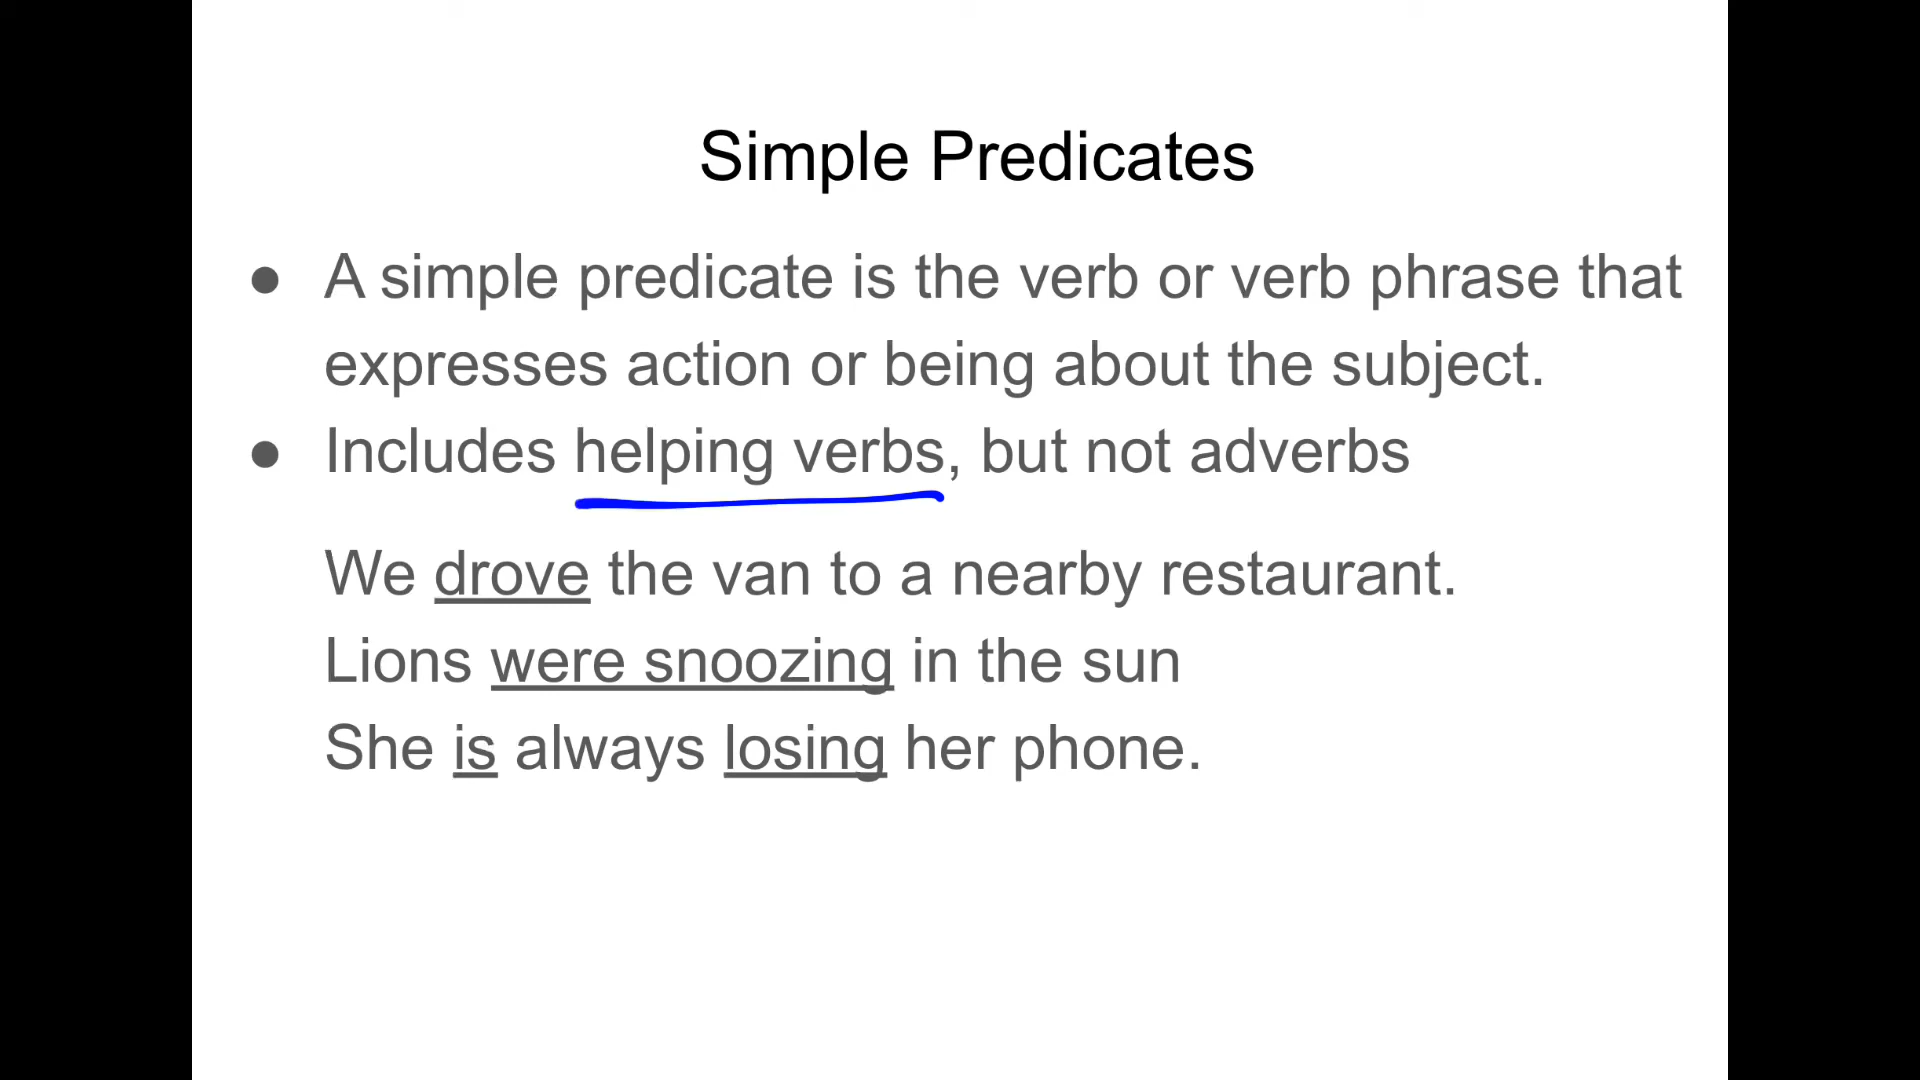 Simple Predicates
● A simple predicate is the verb or verb phrase that
expresses action or being about the subject.
● Includes helping verbs, but not adverbs
We drove the van to a nearby restaurant.
Lions were snoozing in the sun
She is always losing her phone.